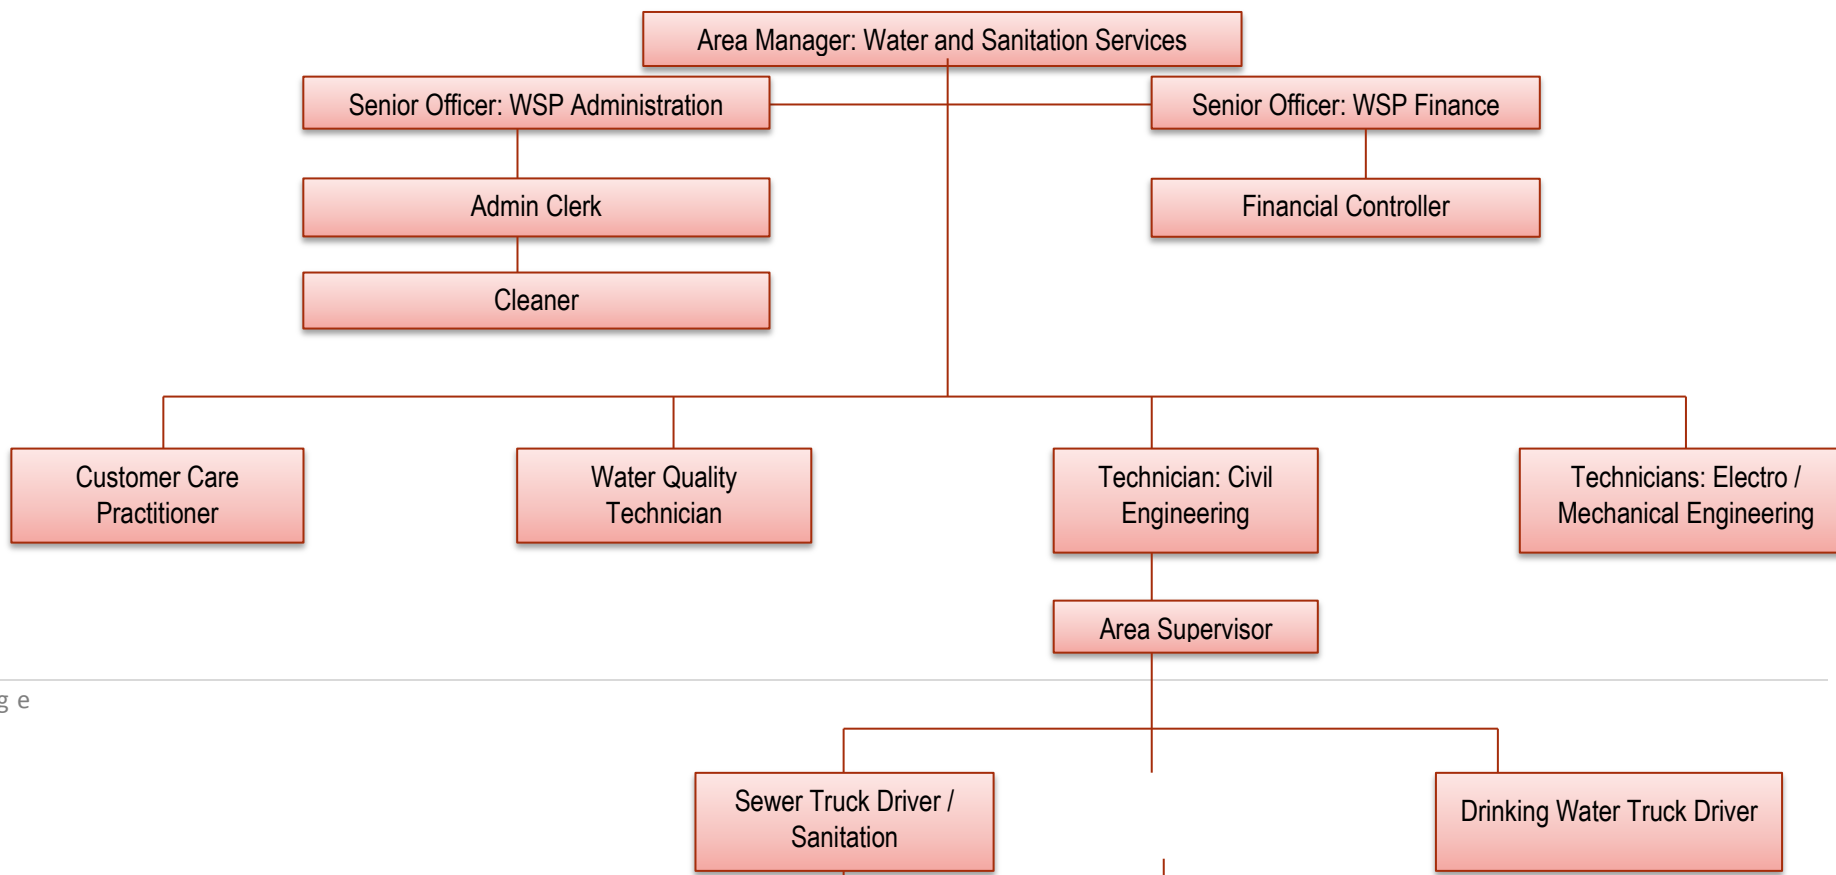 Area Manager: Water and Sanitation Services
Senior Officer: WSP Administration
Senior Officer: WSP Finance
Admin Clerk
Financial Controller
Cleaner
Customer Care
Practitioner
Water Quality
Technician
Technician: Civil
Engineering
Technicians: Electro /
Mechanical Engineering
Area Supervisor
g e
Sewer Truck Driver /
Sanitation
Drinking Water Truck Driver